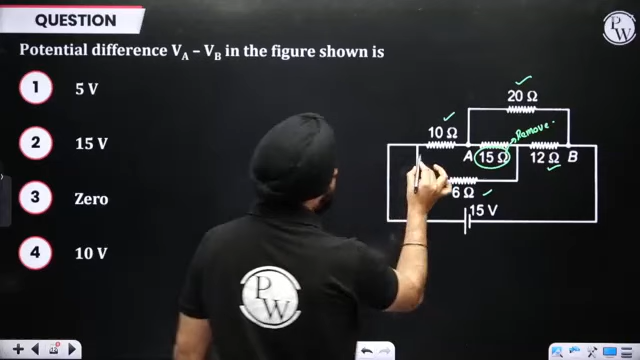 QUESTION
Potential difference V_A – V_B in the figure shown is
1 5 V
2 15 V
3 Zero
4 10 V
20 Ω
Remove.
10 Ω
A 15 Ω 12 Ω B
6 Ω
15 V
PW
PW